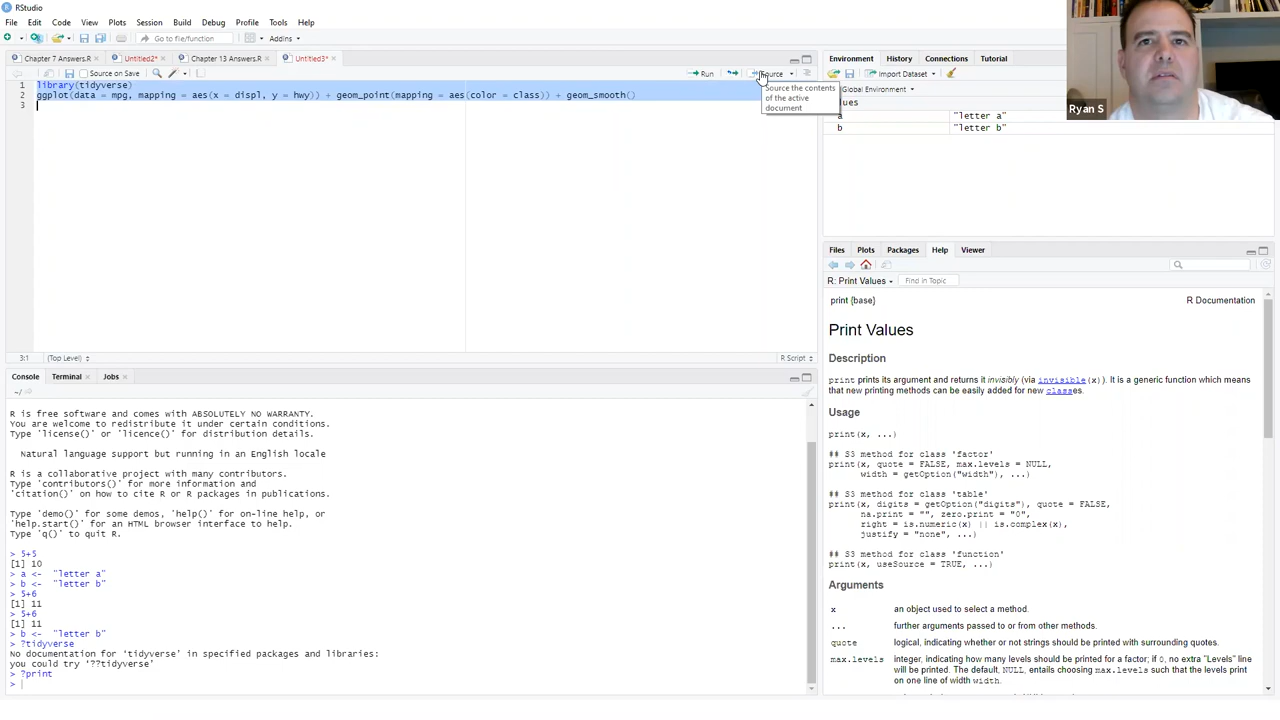 RStudio
File Edit Code View Plots Session Build Debug Profile Tools Help
Go to file/function Addins
Chapter 7 Answers.R Untitled2* Chapter 13 Answers.R Untitled3*
Source on Save Run Source
1 library(tidyverse)
2 ggplot(data = mpg, mapping = aes(x = displ, y = hwy)) + geom_point(mapping = aes(color = class)) + geom_smooth()
3
Source the contents
of the active
document
3:1 (Top Level) R Script
Console Terminal Jobs
~/
R is free software and comes with ABSOLUTELY NO WARRANTY.
You are welcome to redistribute it under certain conditions.
Type 'license()' or 'licence()' for distribution details.
Natural language support but running in an English locale
R is a collaborative project with many contributors.
Type 'contributors()' for more information and
'citation()' on how to cite R or R packages in publications.
Type 'demo()' for some demos, 'help()' for on-line help, or
'help.start()' for an HTML browser interface to help.
Type 'q()' to quit R.
> 5+5
[1] 10
> a <- "letter a"
> b <- "letter b"
> 5+6
[1] 11
> 5+6
[1] 11
> b <- "letter b"
> ?tidyverse
No documentation for 'tidyverse' in specified packages and libraries:
you could try '??tidyverse'
> ?print
>
Environment History Connections Tutorial
Import Dataset
Global Environment
lues
a "letter a"
b "letter b"
Ryan S
Files Plots Packages Help Viewer
R: Print Values Find in Topic
print {base} R Documentation
Print Values
Description
print prints its argument and returns it invisibly (via invisible(x)). It is a generic function which means
that new printing methods can be easily added for new classes.
Usage
print(x, ...)
## S3 method for class 'factor'
print(x, quote = FALSE, max.levels = NULL,
width = getOption("width"), ...)
## S3 method for class 'table'
print(x, digits = getOption("digits"), quote = FALSE,
na.print = "", zero.print = "0",
right = is.numeric(x) || is.complex(x),
justify = "none", ...)
## S3 method for class 'function'
print(x, useSource = TRUE, ...)
Arguments
x an object used to select a method.
... further arguments passed to or from other methods.
quote logical, indicating whether or not strings should be printed with surrounding quotes.
max.levels integer, indicating how many levels should be printed for a factor; if 0, no extra "Levels" line
will be printed. The default, NULL, entails choosing max.levels such that the levels print
on one line of width width.